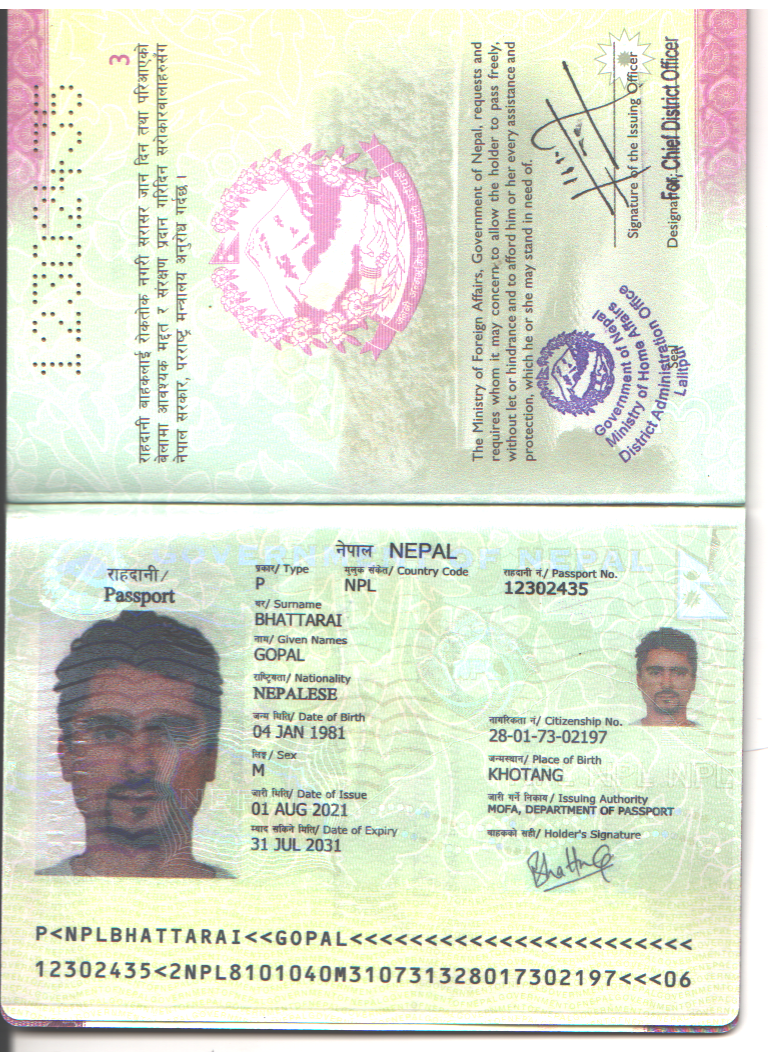 12302435
3
राहदानी बाहकलाई रोकतोक नगरी सरासर जान दिन तथा परिआएको
बेलामा आवश्यक मद्दत र संरक्षण प्रदान गरिदिन सरोकारवालाहरुसँग
नेपाल सरकार, परराष्ट्र मन्त्रालय अनुरोध गर्दछ ।
The Ministry of Foreign Affairs, Government of Nepal, requests and
requires whom it may concern to allow the holder to pass freely,
without let or hindrance and to afford him or her every assistance and
protection, which he or she may stand in need of.
Signature of the Issuing Officer
Designation:
For, Chief District Officer
Seal
Government of Nepal
Ministry of Home Affairs
District Administration Office
Lalitpur
GOVERNMENT OF NEPAL
नेपाल NEPAL
राहदानी/
Passport
प्रकार/ Type
मुलुक संकेत/ Country Code
राहदानी नं./ Passport No.
P
NPL
12302435
थर/ Surname
BHATTARAI
नाम/ Given Names
GOPAL
राष्ट्रियता/ Nationality
NEPALESE
जन्म मिति/ Date of Birth
नागरिकता नं/ Citizenship No.
04 JAN 1981
28-01-73-02197
लिङ्ग/ Sex
जन्मस्थान/ Place of Birth
M
KHOTANG
जारी मिति/ Date of Issue
जारी गर्ने निकाय / Issuing Authority
01 AUG 2021
MOFA, DEPARTMENT OF PASSPORT
म्याद सकिने मिति/ Date of Expiry
वाहकको सही/ Holder's Signature
31 JUL 2031
NPL NPL
P<NPLBHATTARAI<<GOPAL<<<<<<<<<<<<<<<<<<<<<<<
12302435<2NPL8101040M310731328017302197<<<06